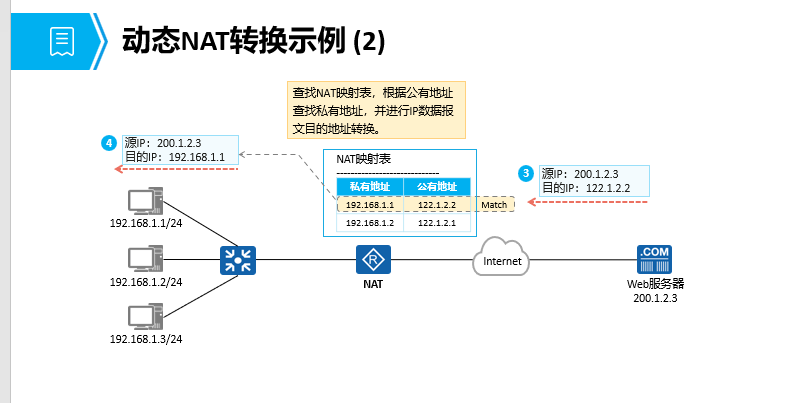 动态NAT转换示例 (2)
查找NAT映射表，根据公有地址
查找私有地址，并进行IP数据报
文目的地址转换。
4
源IP：200.1.2.3
目的IP：192.168.1.1
NAT映射表
-----------------------------
私有地址 公有地址
192.168.1.1 122.1.2.2 Match
192.168.1.2 122.1.2.1
3
源IP：200.1.2.3
目的IP：122.1.2.2
192.168.1.1/24
192.168.1.2/24
192.168.1.3/24
R
NAT
Internet
.COM
Web服务器
200.1.2.3